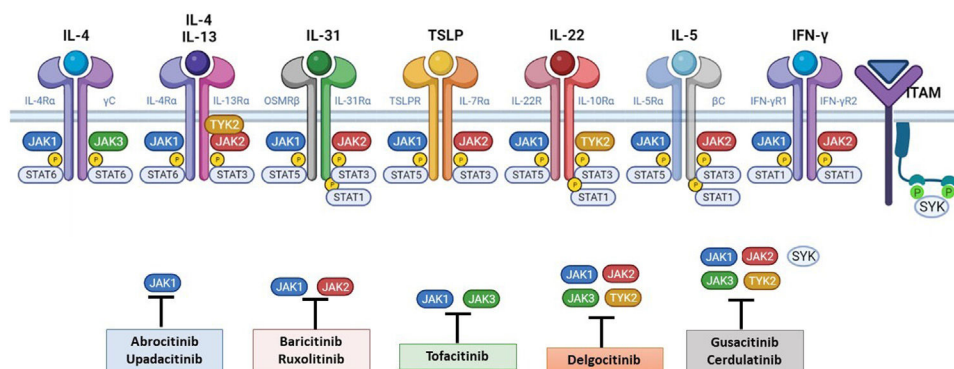 IL-4
IL-4
IL-13
IL-31
TSLP
IL-22
IL-5
IFN-γ
IL-4Rα
γC
IL-4Rα
IL-13Rα
OSMRβ
IL-31Rα
TSLPR
IL-7Rα
IL-22R
IL-10Rα
IL-5Rα
βC
IFN-γR1
IFN-γR2
ITAM
JAK1
JAK3
JAK1
TYK2
JAK2
JAK1
JAK2
JAK1
JAK2
JAK1
TYK2
JAK1
JAK2
JAK1
JAK2
P
P
P
P
P
P
P
P
P
P
P
P
P
P
STAT6
STAT6
STAT6
STAT3
STAT5
STAT3
STAT5
STAT3
STAT5
STAT3
STAT5
STAT3
STAT1
STAT1
P
STAT1
P
STAT1
P
STAT1
P
P
SYK
JAK1
JAK1
JAK2
JAK1
JAK3
JAK1
JAK2
JAK3
TYK2
JAK1
JAK2
SYK
JAK3
TYK2
Abrocitinib
Upadacitinib
Baricitinib
Ruxolitinib
Tofacitinib
Delgocitinib
Gusacitinib
Cerdulatinib